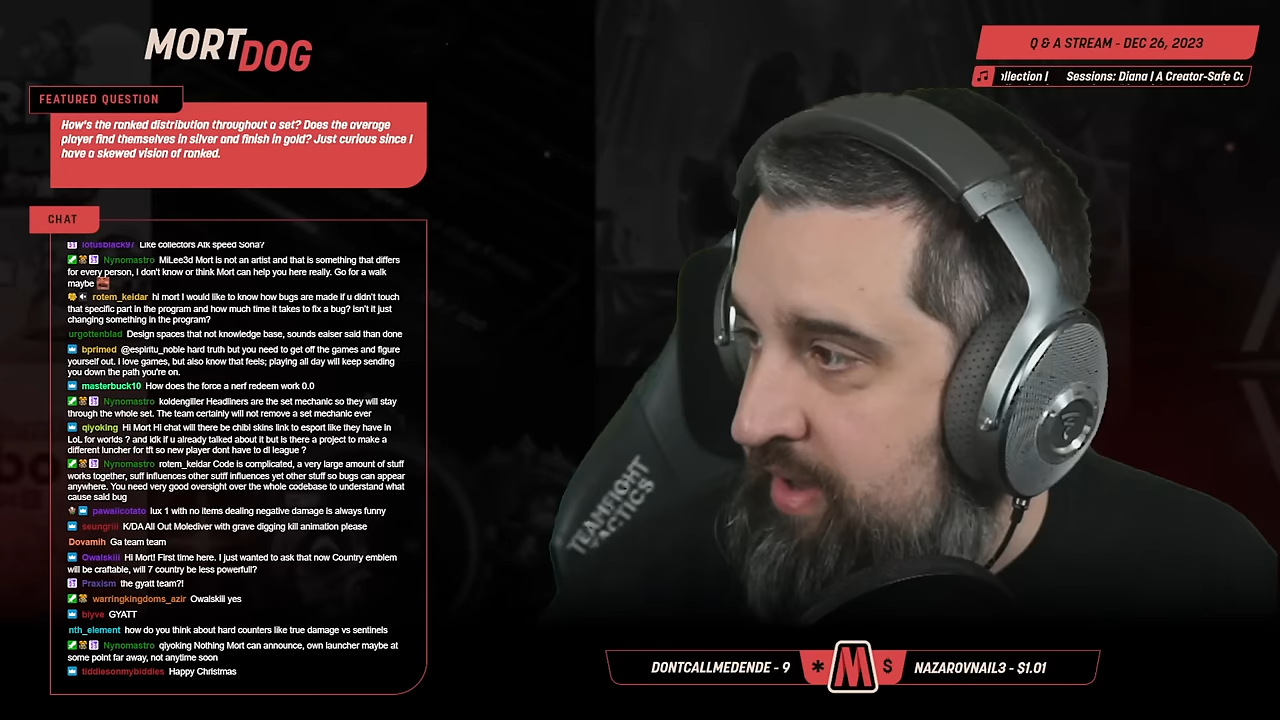 MORTDOG
Q & A STREAM - DEC 26, 2023
ollection | Sessions: Diana | A Creator-Safe Co
FEATURED QUESTION
How's the ranked distribution throughout a set? Does the average
player find themselves in silver and finish in gold? Just curious since I
have a skewed vision of ranked.
CHAT
lotusblack97 Like collectors Atk speed Sona?
Nynomastro MiLee3d Mort is not an artist and that is something that differs
for every person, I don't know or think Mort can help you here really. Go for a walk
maybe
rotem_keidar hi mort I would like to know how bugs are made if u didn't touch
that specific part in the program and how much time it takes to fix a bug? Isn't it just
changing something in the program?
urgottenblad Design spaces that not knowledge base, sounds eaiser said than done
bprimed @espiritu_noble hard truth but you need to get off the games and figure
yourself out. I love games, but also know that feels; playing all day will keep sending
you down the path you're on.
masterbuck10 How does the force a nerf redeem work 0.0
Nynomastro koldengiller Headliners are the set mechanic so they will stay
through the whole set. The team certainly will not remove a set mechanic ever
qiyoking Hi Mort Hi chat will there be chibi skins link to esport like they have in
LoL for worlds ? and idk if u already talked about it but is there a project to make a
different luncher for tft so new player dont have to dl league ?
Nynomastro rotem_keidar Code is complicated, a very large amount of stuff
works together, suff influences other sutff influences yet other stuff so bugs can appear
anywhere. You need very good oversight over the whole codebase to understand what
cause said bug
pawaiicotato lux 1 with no items dealing negative damage is always funny
seungriii K/DA All Out Molediver with grave digging kill animation please
Dovamih Ga team team
Owalskiii Hi Mort! First time here. I just wanted to ask that now Country emblem
will be craftable, will 7 country be less powerfull?
Praxism the gyatt team?!
warringkingdoms_azir Owalskiii yes
blyve GYATT
nth_element how do you think about hard counters like true damage vs sentinels
Nynomastro qiyoking Nothing Mort can announce, own launcher maybe at
some point far away, not anytime soon
tiddiesonmybiddies Happy Christmas
TEAMFIGHT
TACTICS
DONTCALLMEDENDE - 9 * M $ NAZAROVNAIL3 - $1.01